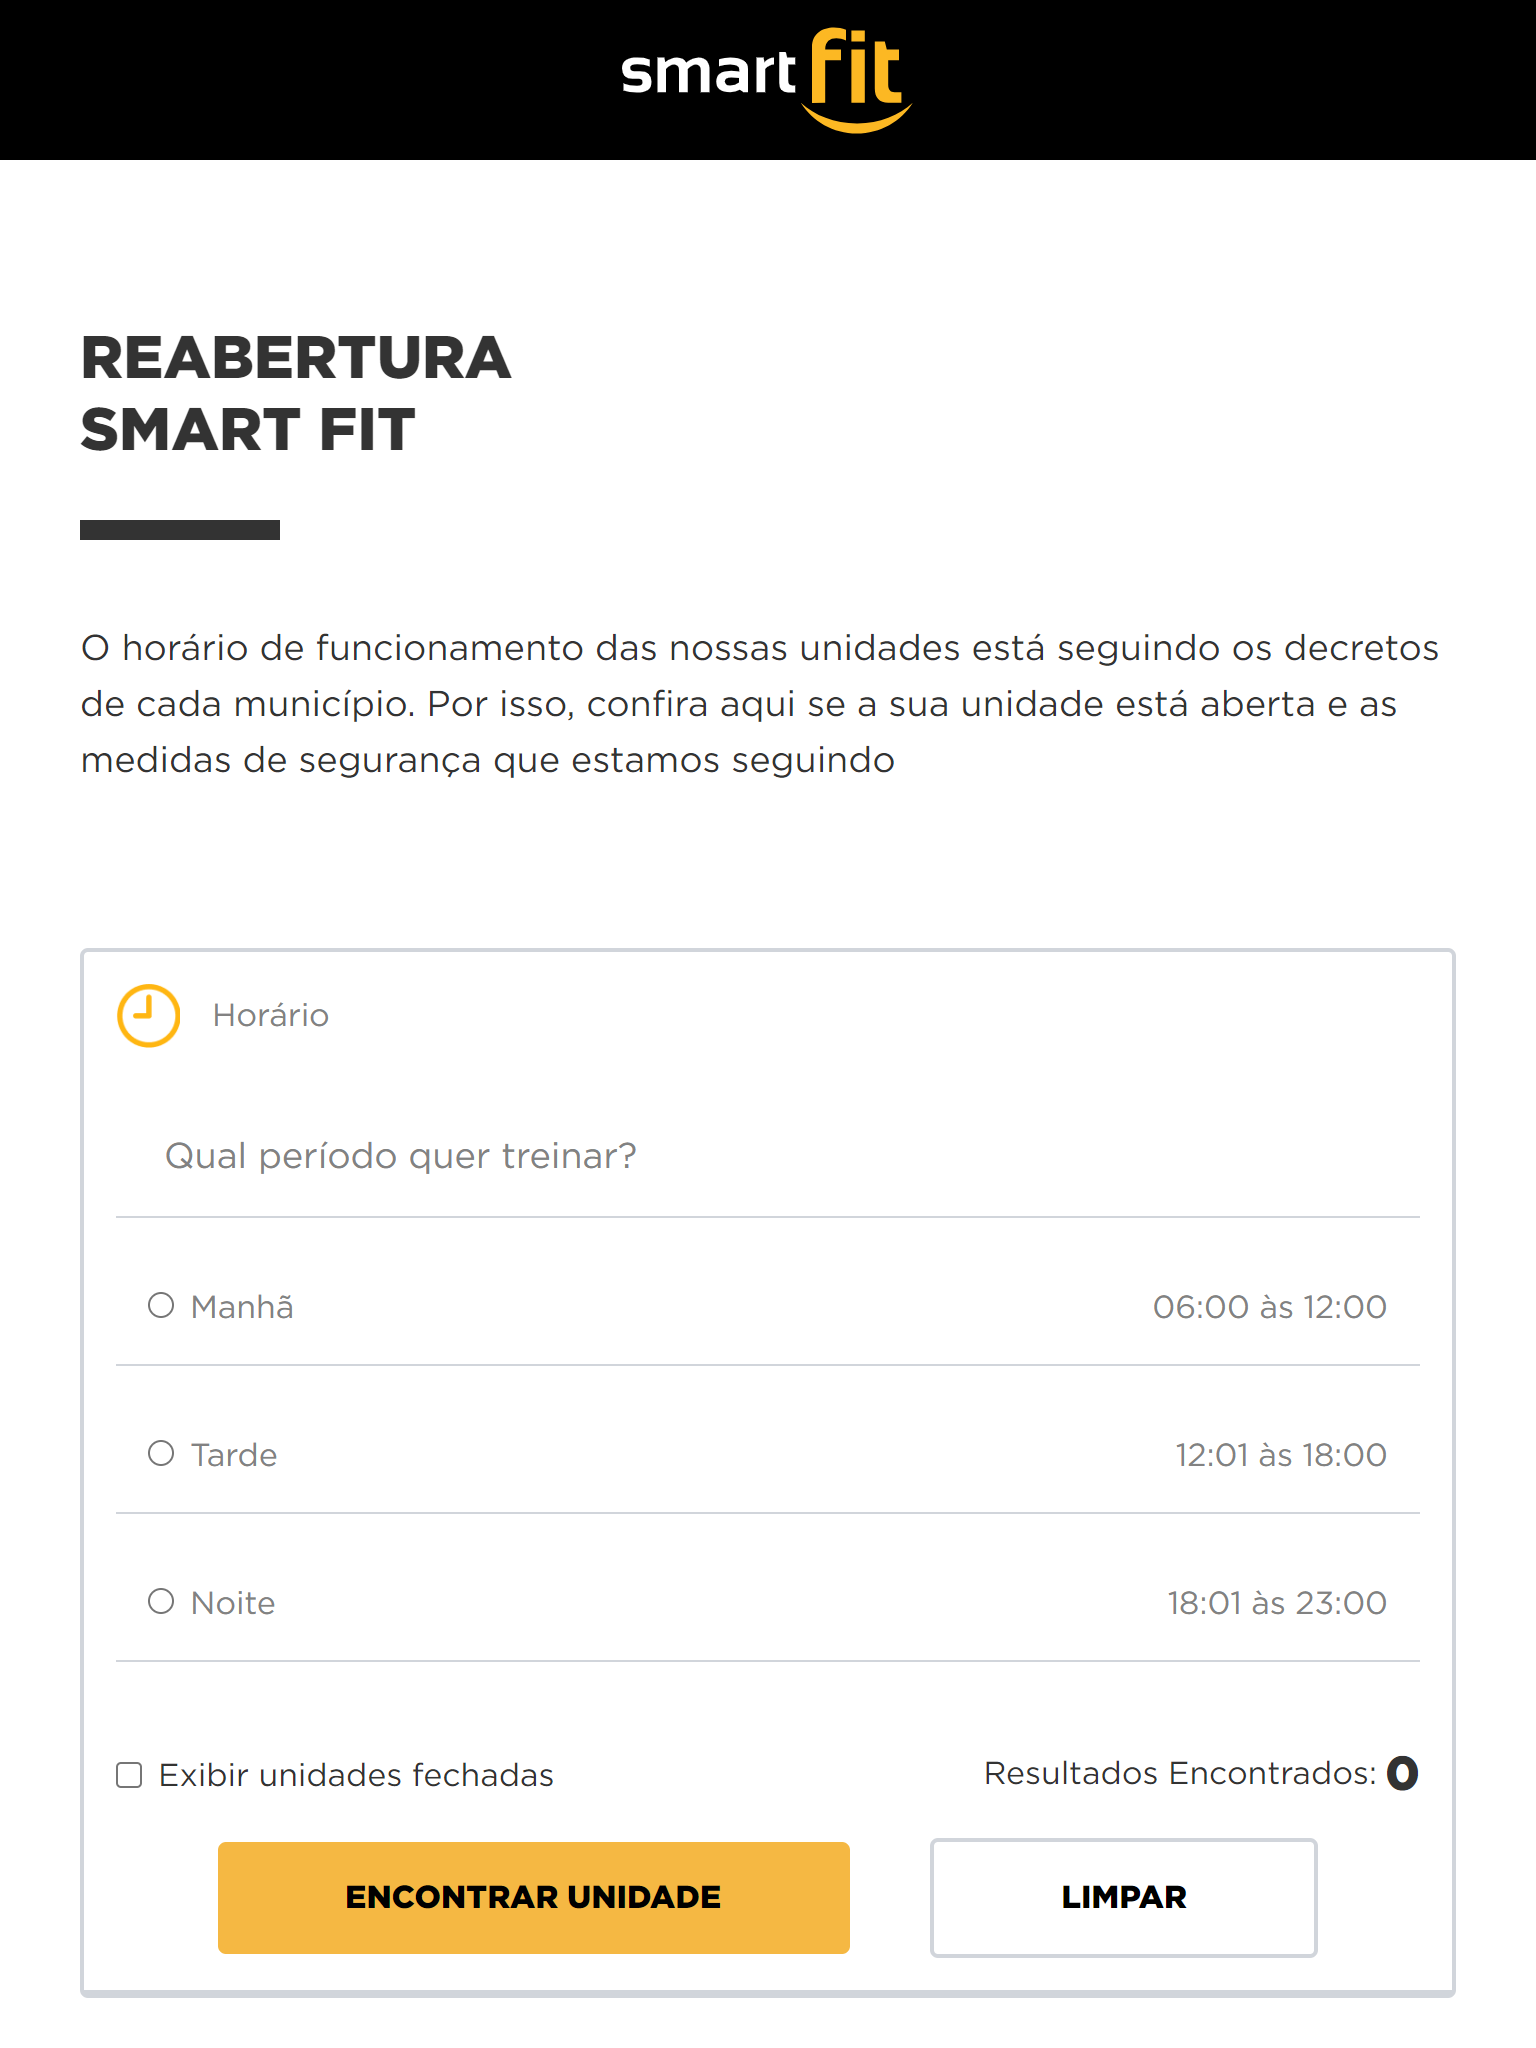 smart fit
REABERTURA
SMART FIT
O horário de funcionamento das nossas unidades está seguindo os decretos
de cada município. Por isso, confira aqui se a sua unidade está aberta e as
medidas de segurança que estamos seguindo
Horário
Qual período quer treinar?
Manhã 06:00 às 12:00
Tarde 12:01 às 18:00
Noite 18:01 às 23:00
Exibir unidades fechadas Resultados Encontrados: 0
ENCONTRAR UNIDADE LIMPAR